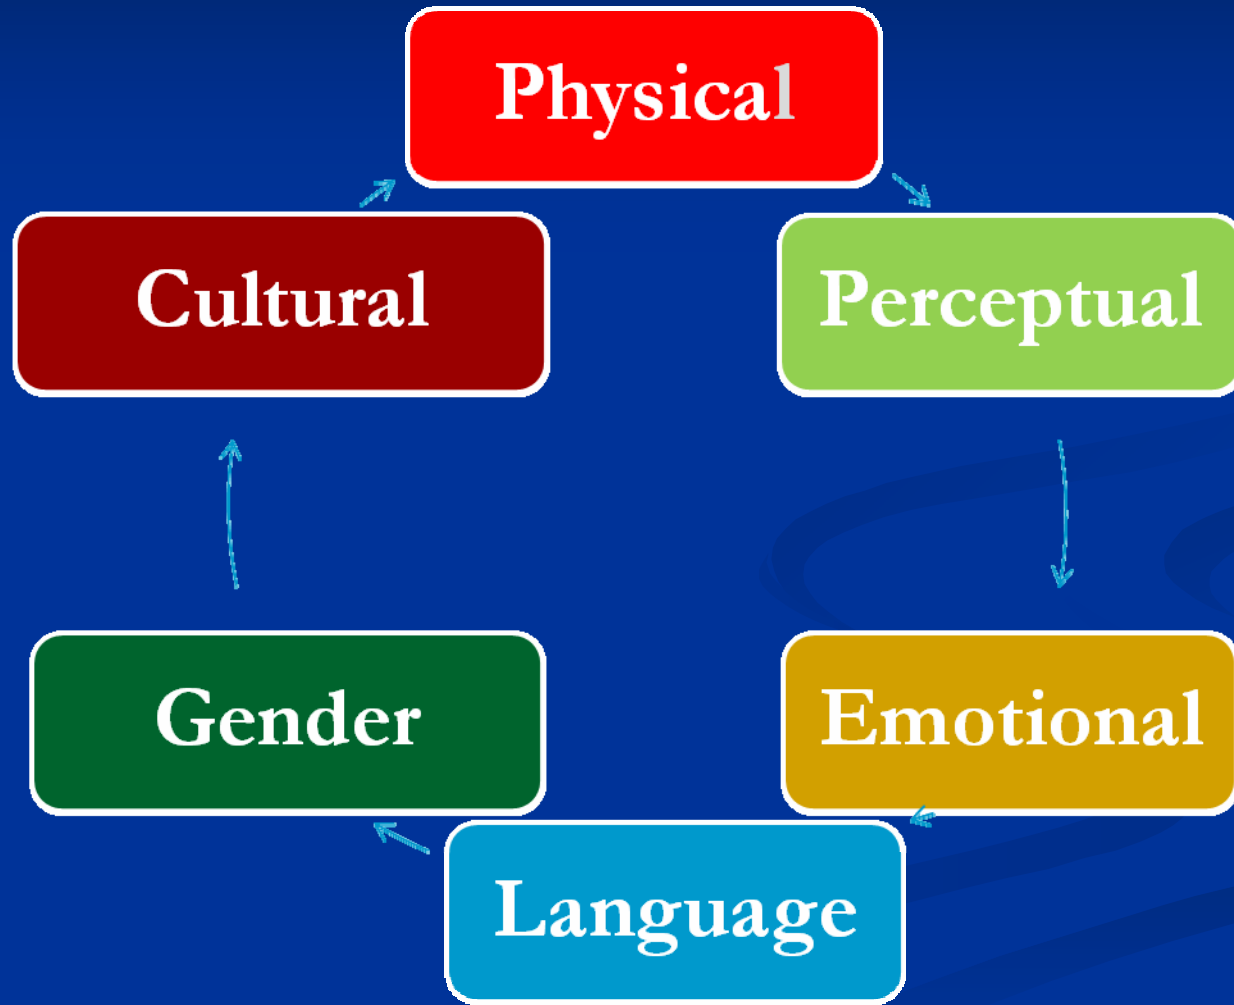 Physical
Cultural
Perceptual
Gender
Emotional
Language